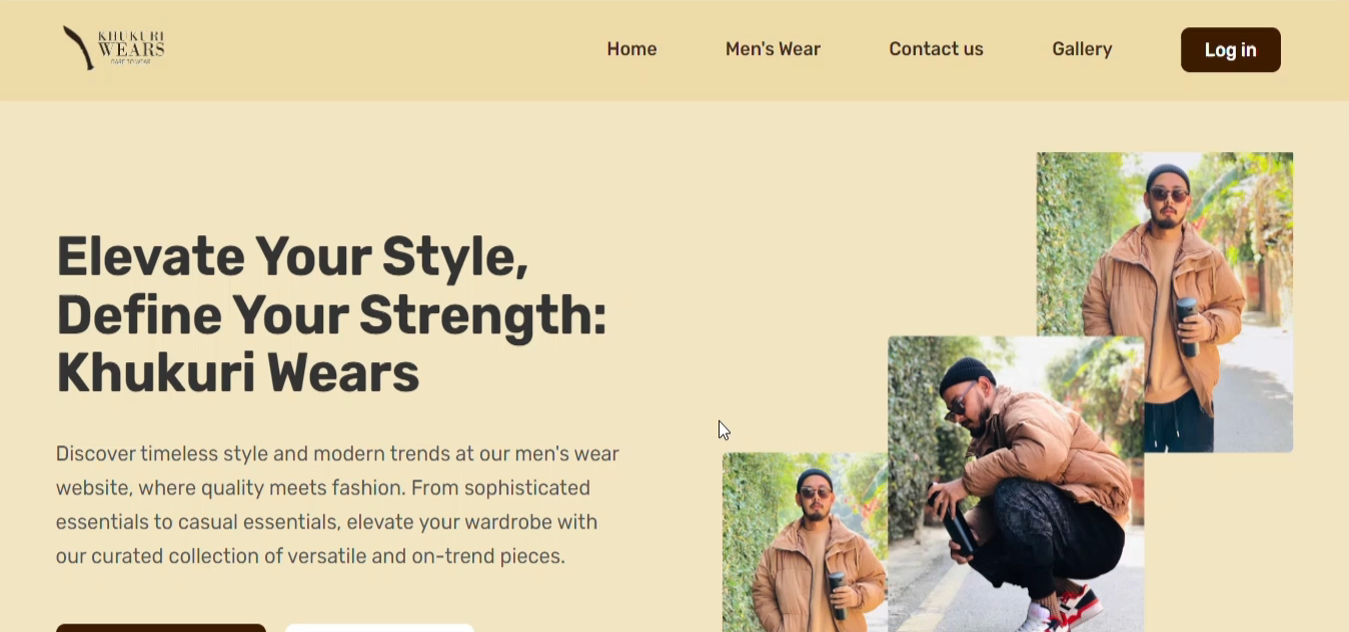 KHUKURI
WEARS
Home
Men's Wear
Contact us
Gallery
Log in
Elevate Your Style,
Define Your Strength:
Khukuri Wears
Discover timeless style and modern trends at our men's wear
website, where quality meets fashion. From sophisticated
essentials to casual essentials, elevate your wardrobe with
our curated collection of versatile and on-trend pieces.